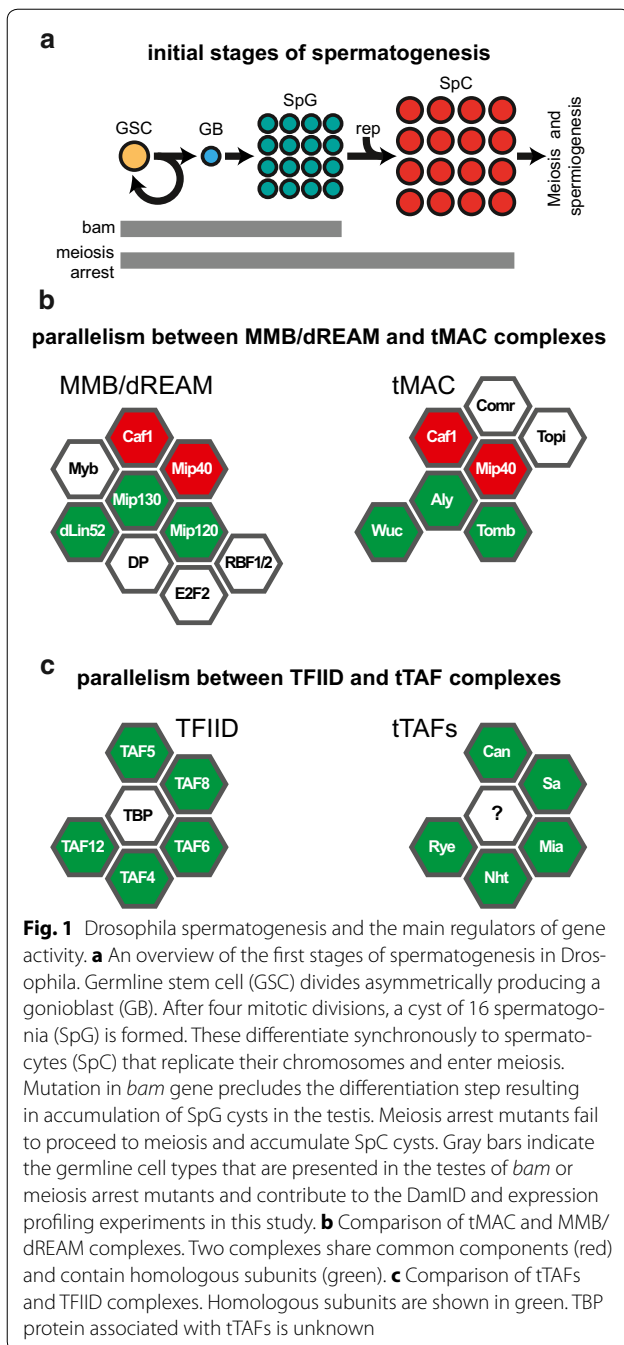 a
initial stages of spermatogenesis
GSC
GB
SpG
rep
SpC
Meiosis and
spermiogenesis
bam
meiosis
arrest
b
parallelism between MMB/dREAM and tMAC complexes
MMB/dREAM
Caf1
Myb
Mip40
Mip130
dLin52
Mip120
DP
RBF1/2
E2F2
tMAC
Comr
Caf1
Topi
Mip40
Aly
Wuc
Tomb
c
parallelism between TFIID and tTAF complexes
TFIID
TAF5
TAF8
TBP
TAF12
TAF6
TAF4
tTAFs
Can
Sa
?
Rye
Mia
Nht
Fig. 1 Drosophila spermatogenesis and the main regulators of gene
activity. a An overview of the first stages of spermatogenesis in Dros-
ophila. Germline stem cell (GSC) divides asymmetrically producing a
gonioblast (GB). After four mitotic divisions, a cyst of 16 spermatogo-
nia (SpG) is formed. These differentiate synchronously to spermato-
cytes (SpC) that replicate their chromosomes and enter meiosis.
Mutation in bam gene precludes the differentiation step resulting
in accumulation of SpG cysts in the testis. Meiosis arrest mutants fail
to proceed to meiosis and accumulate SpC cysts. Gray bars indicate
the germline cell types that are presented in the testes of bam or
meiosis arrest mutants and contribute to the DamID and expression
profiling experiments in this study. b Comparison of tMAC and MMB/
dREAM complexes. Two complexes share common components (red)
and contain homologous subunits (green). c Comparison of tTAFs
and TFIID complexes. Homologous subunits are shown in green. TBP
protein associated with tTAFs is unknown